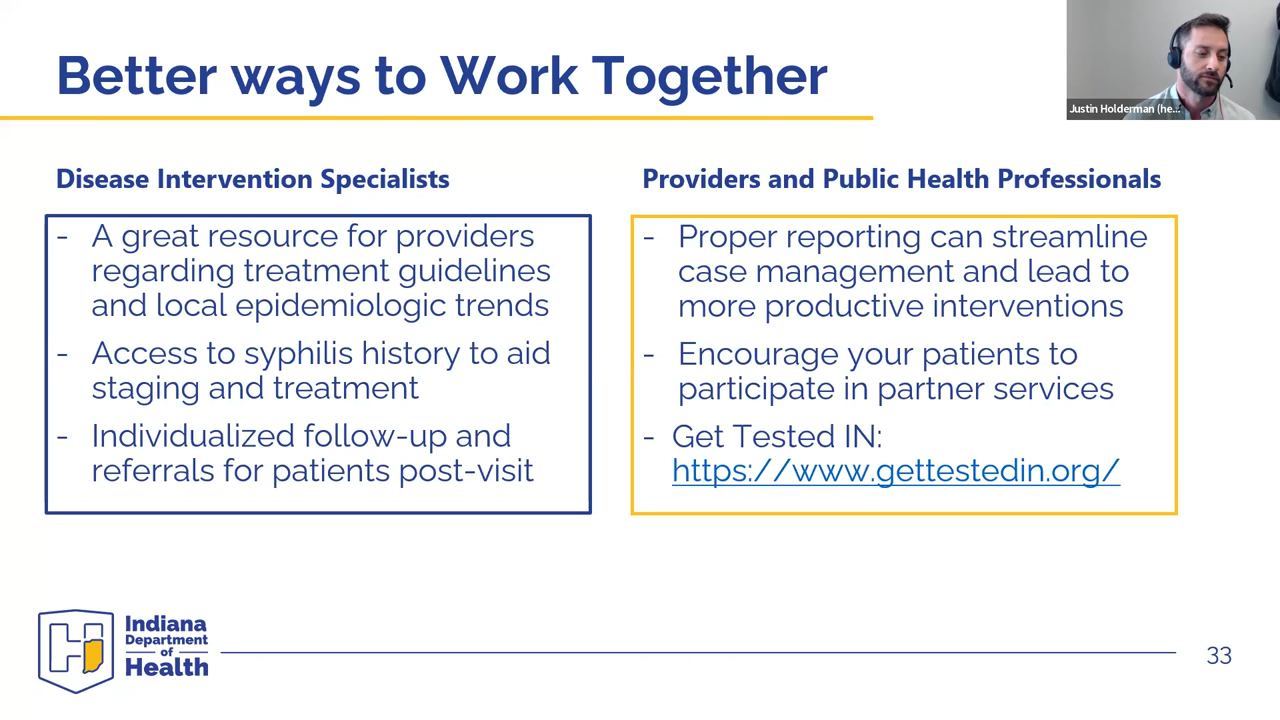 Better ways to Work Together
Justin Holderman (he...
Disease Intervention Specialists
- A great resource for providers
regarding treatment guidelines
and local epidemiologic trends
- Access to syphilis history to aid
staging and treatment
- Individualized follow-up and
referrals for patients post-visit
Providers and Public Health Professionals
- Proper reporting can streamline
case management and lead to
more productive interventions
- Encourage your patients to
participate in partner services
- Get Tested IN:
https://www.gettestedin.org/
Indiana
Department
of
Health
33